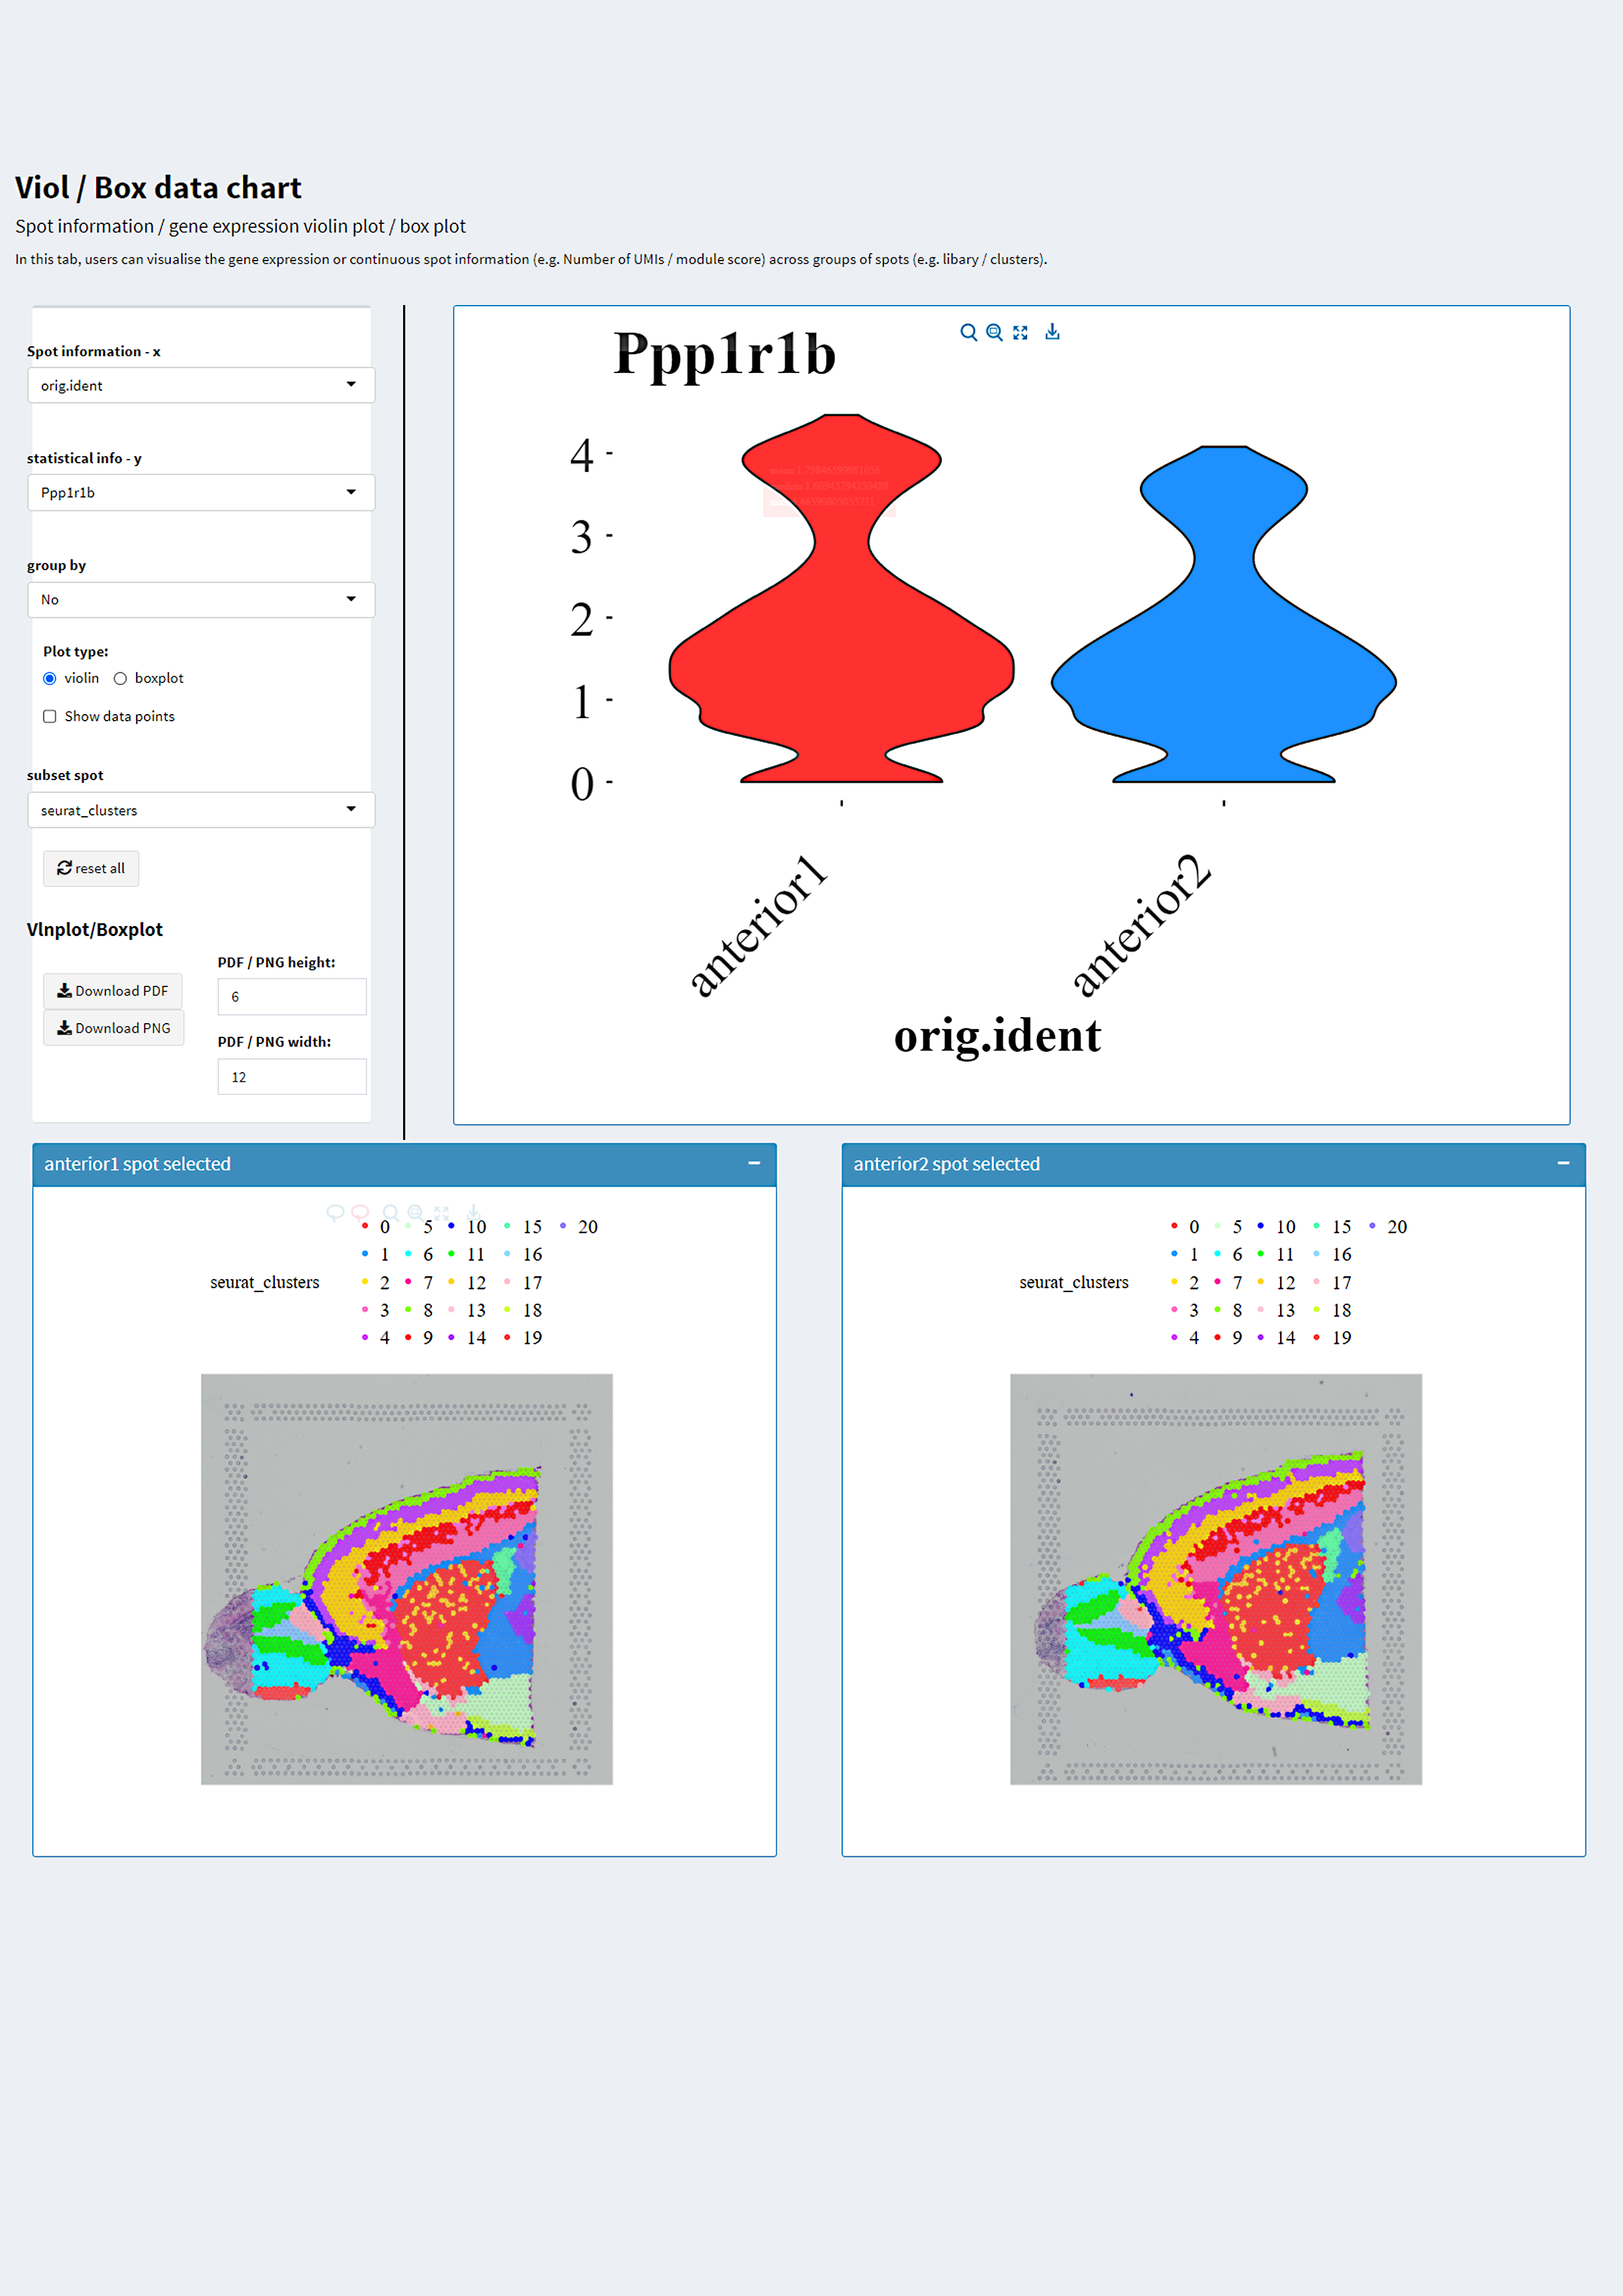 Viol / Box data chart
Spot information / gene expression violin plot / box plot
In this tab, users can visualise the gene expression or continuous spot information (e.g. Number of UMIs / module score) across groups of spots (e.g. libary / clusters).
Spot information - x
orig.ident
statistical info - y
Ppp1r1b
group by
No
Plot type:
violin
boxplot
Show data points
subset spot
seurat_clusters
reset all
Vlnplot/Boxplot
Download PDF
Download PNG
PDF / PNG height:
6
PDF / PNG width:
12
Ppp1r1b
4
3
2
1
0
anterior1
anterior2
orig.ident
anterior1 spot selected
seurat_clusters
0 5 10 15 20
1 6 11 16
2 7 12 17
3 8 13 18
4 9 14 19
anterior2 spot selected
seurat_clusters
0 5 10 15 20
1 6 11 16
2 7 12 17
3 8 13 18
4 9 14 19